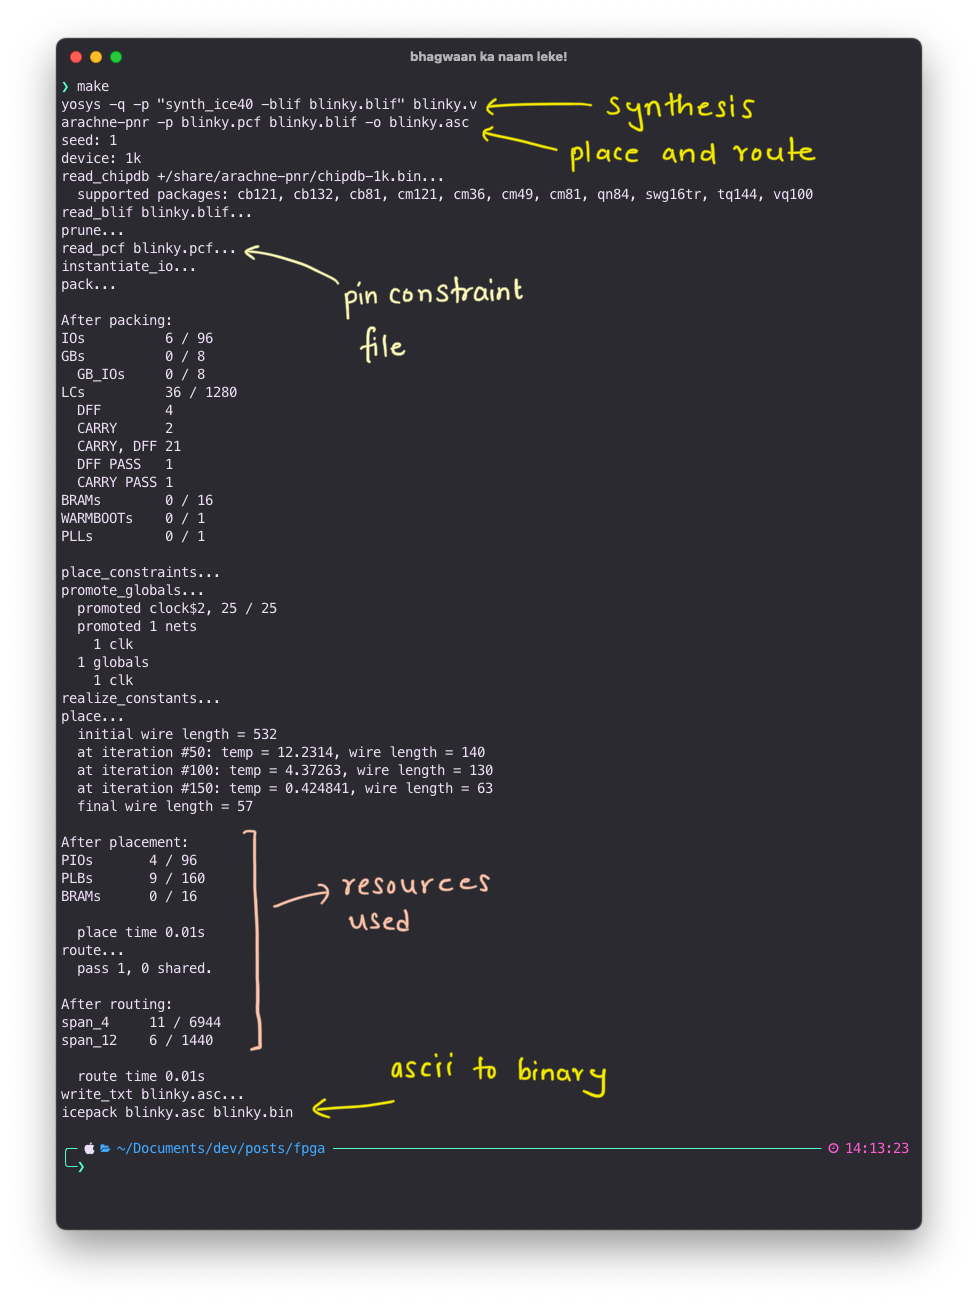 bhagwaan ka naam leke!
❯ make
yosys -q -p "synth_ice40 -blif blinky.blif" blinky.v
synthesis
arachne-pnr -p blinky.pcf blinky.blif -o blinky.asc
place and route
seed: 1
device: 1k
read_chipdb +/share/arachne-pnr/chipdb-1k.bin...
supported packages: cb121, cb132, cb81, cm121, cm36, cm49, cm81, qn84, swg16tr, tq144, vq100
read_blif blinky.blif...
prune...
read_pcf blinky.pcf...
pin constraint
file
instantiate_io...
pack...
After packing:
IOs 6 / 96
GBs 0 / 8
GB_IOs 0 / 8
LCs 36 / 1280
DFF 4
CARRY 2
CARRY, DFF 21
DFF PASS 1
CARRY PASS 1
BRAMs 0 / 16
WARMBOOTs 0 / 1
PLLs 0 / 1
place_constraints...
promote_globals...
promoted clock$2, 25 / 25
promoted 1 nets
1 clk
1 globals
1 clk
realize_constants...
place...
initial wire length = 532
at iteration #50: temp = 12.2314, wire length = 140
at iteration #100: temp = 4.37263, wire length = 130
at iteration #150: temp = 0.424841, wire length = 63
final wire length = 57
After placement:
PIOs 4 / 96
PLBs 9 / 160
BRAMs 0 / 16
resources
used
place time 0.01s
route...
pass 1, 0 shared.
After routing:
span_4 11 / 6944
span_12 6 / 1440
route time 0.01s
write_txt blinky.asc...
icepack blinky.asc blinky.bin
ascii to binary
~/Documents/dev/posts/fpga 14:13:23
❯